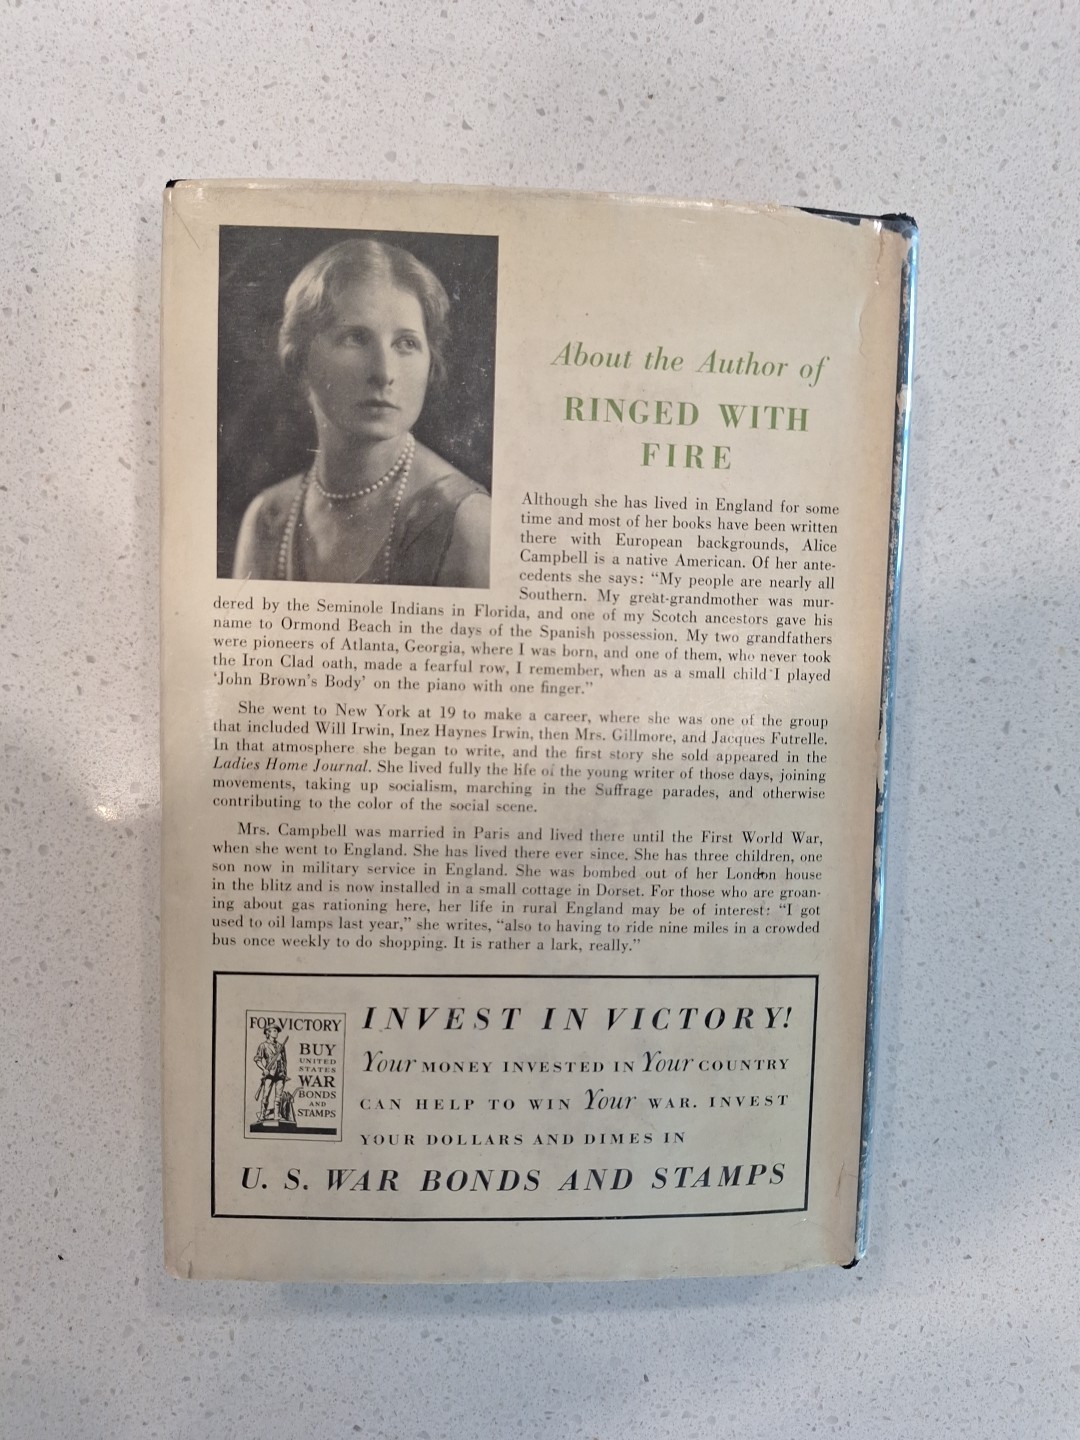 About the Author of
RINGED WITH
FIRE
Although she has lived in England for some
time and most of her books have been written
there with European backgrounds, Alice
Campbell is a native American. Of her ante-
cedents she says: “My people are nearly all
Southern. My great-grandmother was mur-
dered by the Seminole Indians in Florida, and one of my Scotch ancestors gave his
name to Ormond Beach in the days of the Spanish possession. My two grandfathers
were pioneers of Atlanta, Georgia, where I was born, and one of them, who never took
the Iron Clad oath, made a fearful row, I remember, when as a small child I played
‘John Brown’s Body’ on the piano with one finger.”
She went to New York at 19 to make a career, where she was one of the group
that included Will Irwin, Inez Haynes Irwin, then Mrs. Gillmore, and Jacques Futrelle.
In that atmosphere she began to write, and the first story she sold appeared in the
Ladies Home Journal. She lived fully the life of the young writer of those days, joining
movements, taking up socialism, marching in the Suffrage parades, and otherwise
contributing to the color of the social scene.
Mrs. Campbell was married in Paris and lived there until the First World War,
when she went to England. She has lived there ever since. She has three children, one
son now in military service in England. She was bombed out of her London house
in the blitz and is now installed in a small cottage in Dorset. For those who are groan-
ing about gas rationing here, her life in rural England may be of interest: “I got
used to oil lamps last year,” she writes, “also to having to ride nine miles in a crowded
bus once weekly to do shopping. It is rather a lark, really.”
FOR VICTORY
BUY
UNITED
STATES
WAR
BONDS
AND
STAMPS
INVEST IN VICTORY!
Your MONEY INVESTED IN Your COUNTRY
CAN HELP TO WIN Your WAR. INVEST
YOUR DOLLARS AND DIMES IN
U. S. WAR BONDS AND STAMPS